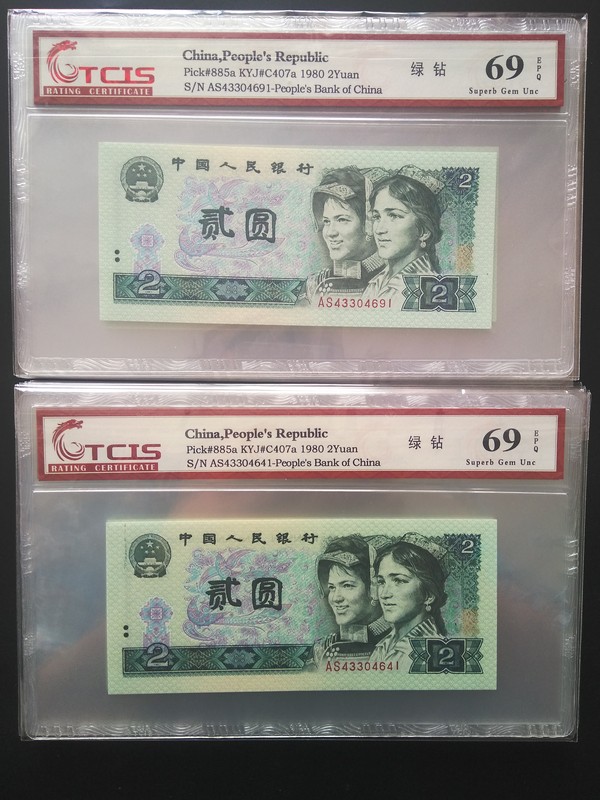 TCIS
RATING CERTIFICATE
China,People's Republic
Pick#885a KYJ#C407a 1980 2Yuan
S/N AS43304691-People's Bank of China
绿 钻
69
EPQ
Superb Gem Unc
中国人民银行
贰圆
2
2
2
AS43304691
TCIS
RATING CERTIFICATE
China,People's Republic
Pick#885a KYJ#C407a 1980 2Yuan
S/N AS43304641-People's Bank of China
绿 钻
69
EPQ
Superb Gem Unc
中国人民银行
贰圆
2
2
2
AS43304641